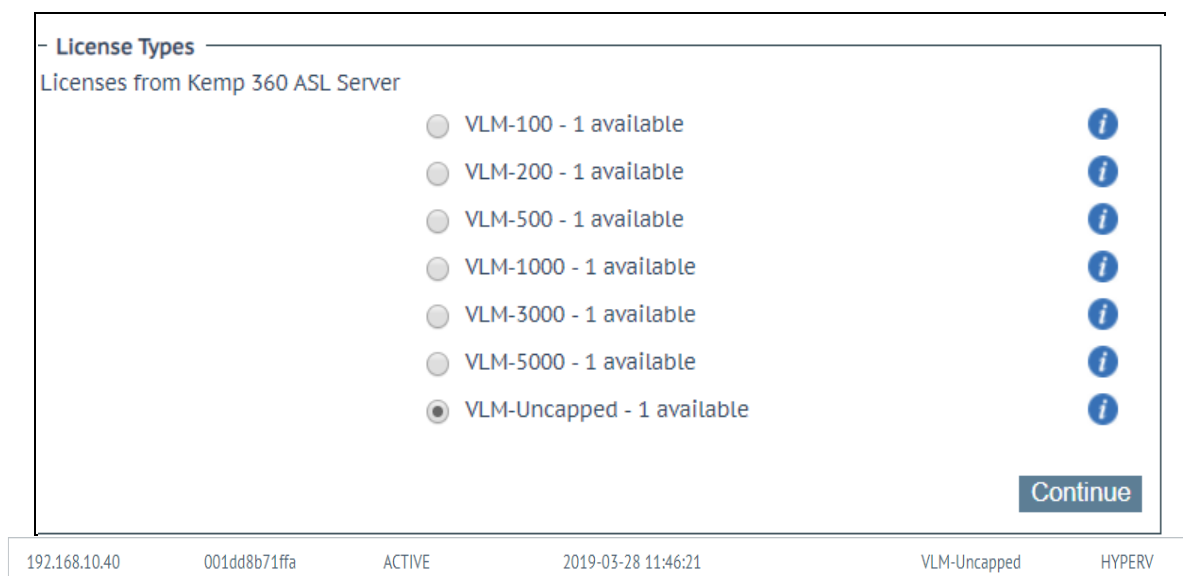 License Types
Licenses from Kemp 360 ASL Server
VLM-100 - 1 available
VLM-200 - 1 available
VLM-500 - 1 available
VLM-1000 - 1 available
VLM-3000 - 1 available
VLM-5000 - 1 available
VLM-Uncapped - 1 available
Continue
192.168.10.40 001dd8b71ffa ACTIVE 2019-03-28 11:46:21 VLM-Uncapped HYPERV